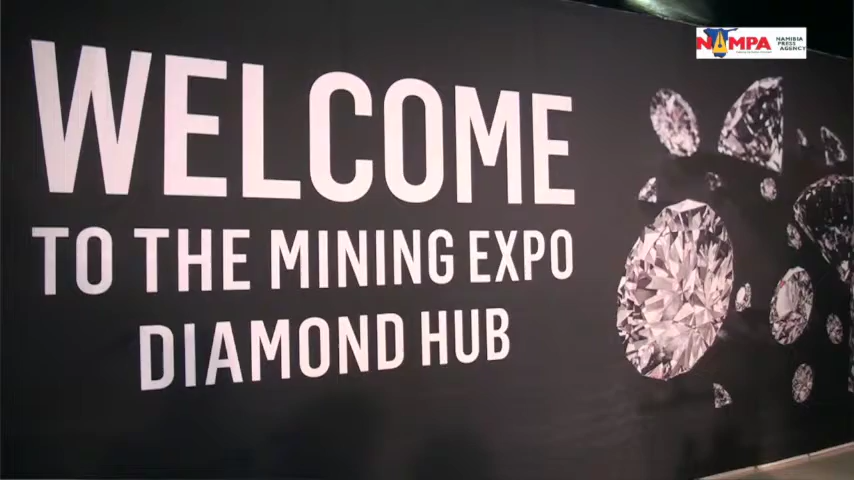 WELCOME
TO THE MINING EXPO
DIAMOND HUB
NAMPA
NAMIBIA
PRESS
AGENCY